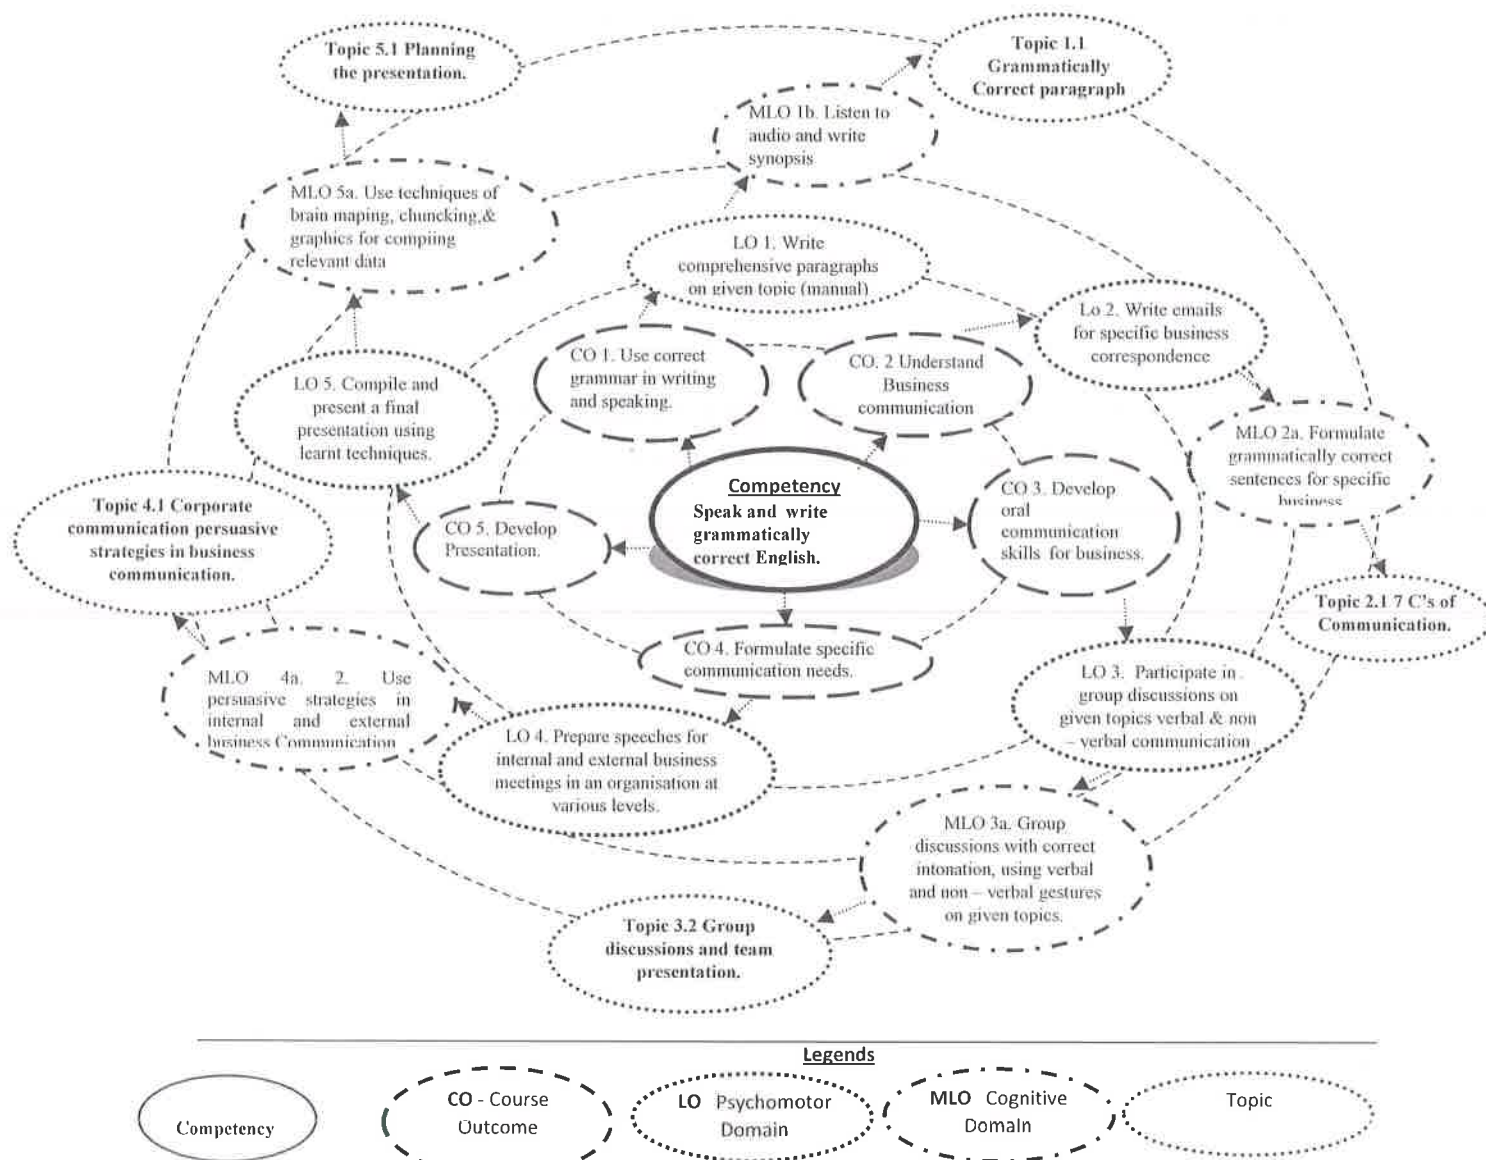 Topic 5.1 Planning
the presentation.
Topic 1.1
Grammatically
Correct paragraph
MLO 1b. Listen to
audio and write
synopsis
MLO 5a. Use techniques of
brain maping, chuncking,&
graphics for compiing
relevant data
LO 1. Write
comprehensive paragraphs
on given topic (manual)
Lo 2. Write emails
for specific business
correspondence
CO 1. Use correct
grammar in writing
and speaking.
CO. 2 Understand
Business
communication
LO 5. Compile and
present a final
presentation using
learnt techniques.
MLO 2a. Formulate
grammatically correct
sentences for specific
business
Competency
Speak and write
grammatically
correct English.
CO 3. Develop
oral
communication
skills for business.
Topic 4.1 Corporate
communication persuasive
strategies in business
communication.
CO 5. Develop
Presentation.
Topic 2.1 7 C's of
Communication.
CO 4. Formulate specific
communication needs.
MLO 4a. 2. Use
persuasive strategies in
internal and external
business Communication
LO 3. Participate in
group discussions on
given topics verbal & non
– verbal communication
LO 4. Prepare speeches for
internal and external business
meetings in an organisation at
various levels.
MLO 3a. Group
discussions with correct
intonation, using verbal
and non – verbal gestures
on given topics.
Topic 3.2 Group
discussions and team
presentation.
Legends
Competency
CO - Course
Outcome
LO Psychomotor
Domain
MLO Cognitive
Domain
Topic